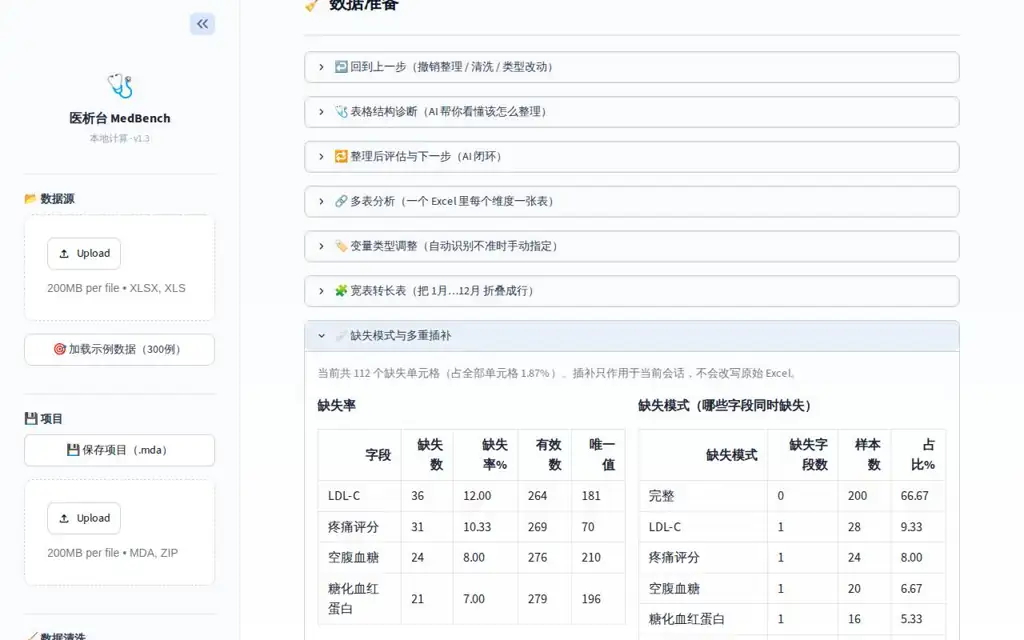 医析台 MedBench
本地计算 · v1.3
数据源
Upload
200MB per file • XLSX, XLS
加载示例数据（300例）
项目
保存项目（.mda）
Upload
200MB per file • MDA, ZIP
数据清洗
数据准备
回到上一步（撤销整理 / 清洗 / 类型改动）
表格结构诊断（AI 帮你看懂该怎么整理）
整理后评估与下一步（AI 闭环）
多表分析（一个 Excel 里每个维度一张表）
变量类型调整（自动识别不准时手动指定）
宽表转长表（把 1月…12月 折叠成行）
缺失模式与多重插补
当前共 112 个缺失单元格（占全部单元格 1.87%）。插补只作用于当前会话，不会改写原始 Excel。
缺失率
字段 缺失数 缺失率% 有效数 唯一值
LDL-C 36 12.00 264 181
疼痛评分 31 10.33 269 70
空腹血糖 24 8.00 276 210
糖化血红蛋白 21 7.00 279 196
缺失模式（哪些字段同时缺失）
缺失模式 缺失字段数 样本数 占比%
完整 0 200 66.67
LDL-C 1 28 9.33
疼痛评分 1 24 8.00
空腹血糖 1 20 6.67
糖化血红蛋白 1 16 5.33